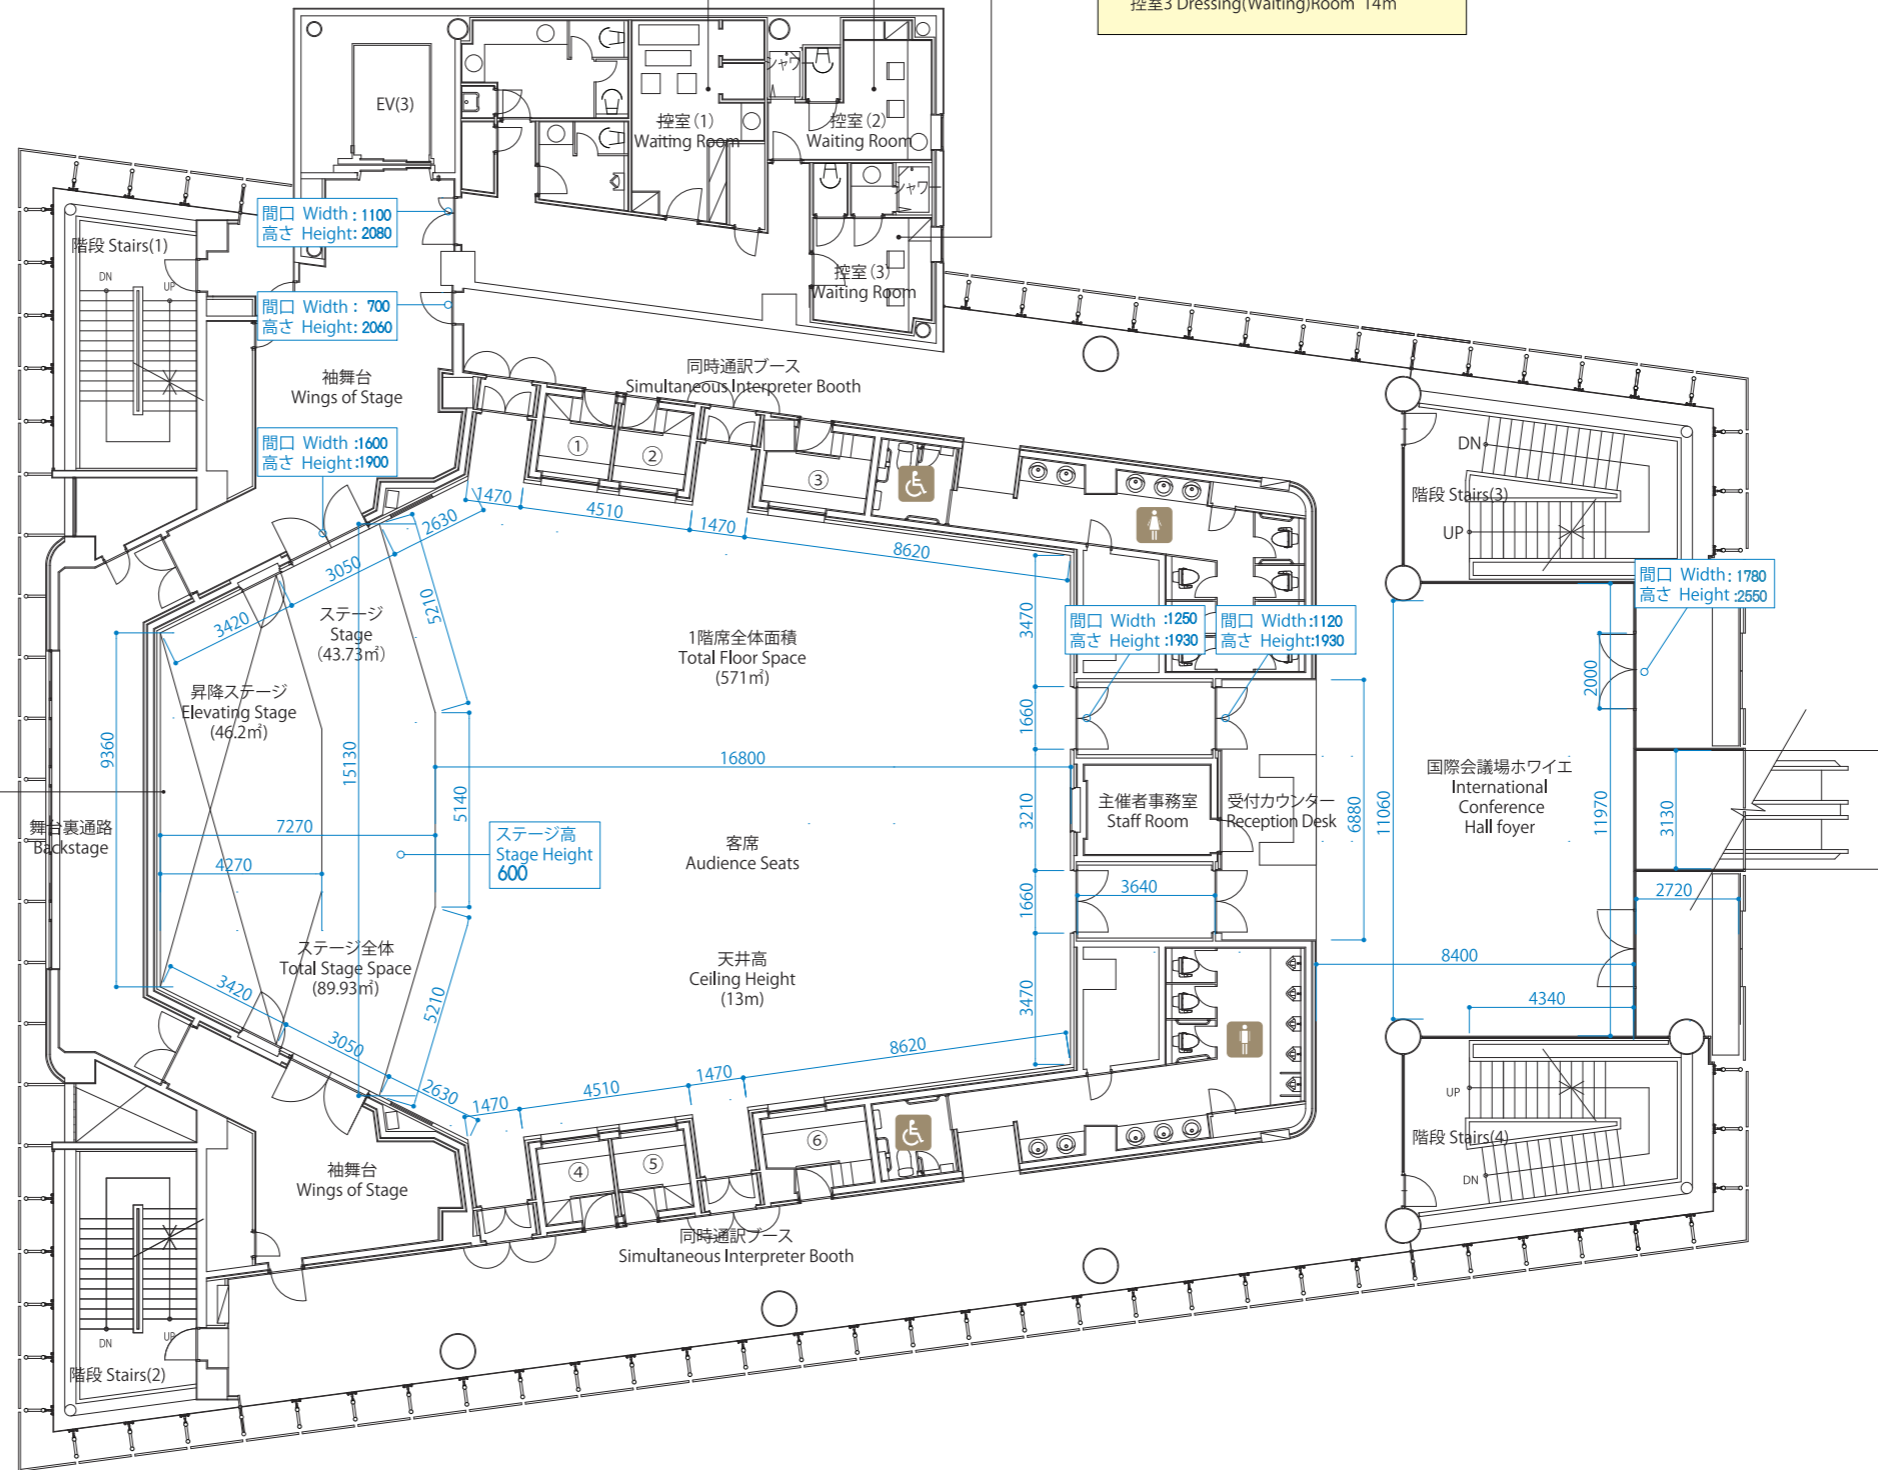 控室3 Dressing(Waiting)Room 14m
EV(3)
シャワー
控室(1)
Waiting Room
控室(2)
Waiting Room
シャワー
控室(3)
Waiting Room
間口 Width : 1100
高さ Height: 2080
階段 Stairs(1)
DN
UP
間口 Width : 700
高さ Height: 2060
袖舞台
Wings of Stage
同時通訳ブース
Simultaneous Interpreter Booth
間口 Width :1600
高さ Height :1900
①
②
③
DN
階段 Stairs(3)
UP
1470
4510
1470
8620
2630
3050
3420
5210
ステージ
Stage
(43.73㎡)
昇降ステージ
Elevating Stage
(46.2㎡)
1階席全体面積
Total Floor Space
(571㎡)
3470
間口 Width :1250
高さ Height :1930
間口 Width :1120
高さ Height:1930
間口 Width: 1780
高さ Height :2550
2000
1660
9360
15130
16800
5140
7270
4270
ステージ高
Stage Height
600
舞台裏通路
Backstage
客席
Audience Seats
3210
主催者事務室
Staff Room
受付カウンター
Reception Desk
6880
11060
国際会議場ホワイエ
International
Conference
Hall foyer
11970
3130
1660
3640
2720
8400
4340
ステージ全体
Total Stage Space
(89.93㎡)
天井高
Ceiling Height
(13m)
3470
3420
3050
5210
2630
1470
4510
1470
8620
④
⑤
⑥
袖舞台
Wings of Stage
同時通訳ブース
Simultaneous Interpreter Booth
UP
階段 Stairs(4)
DN
DN
UP
階段 Stairs(2)